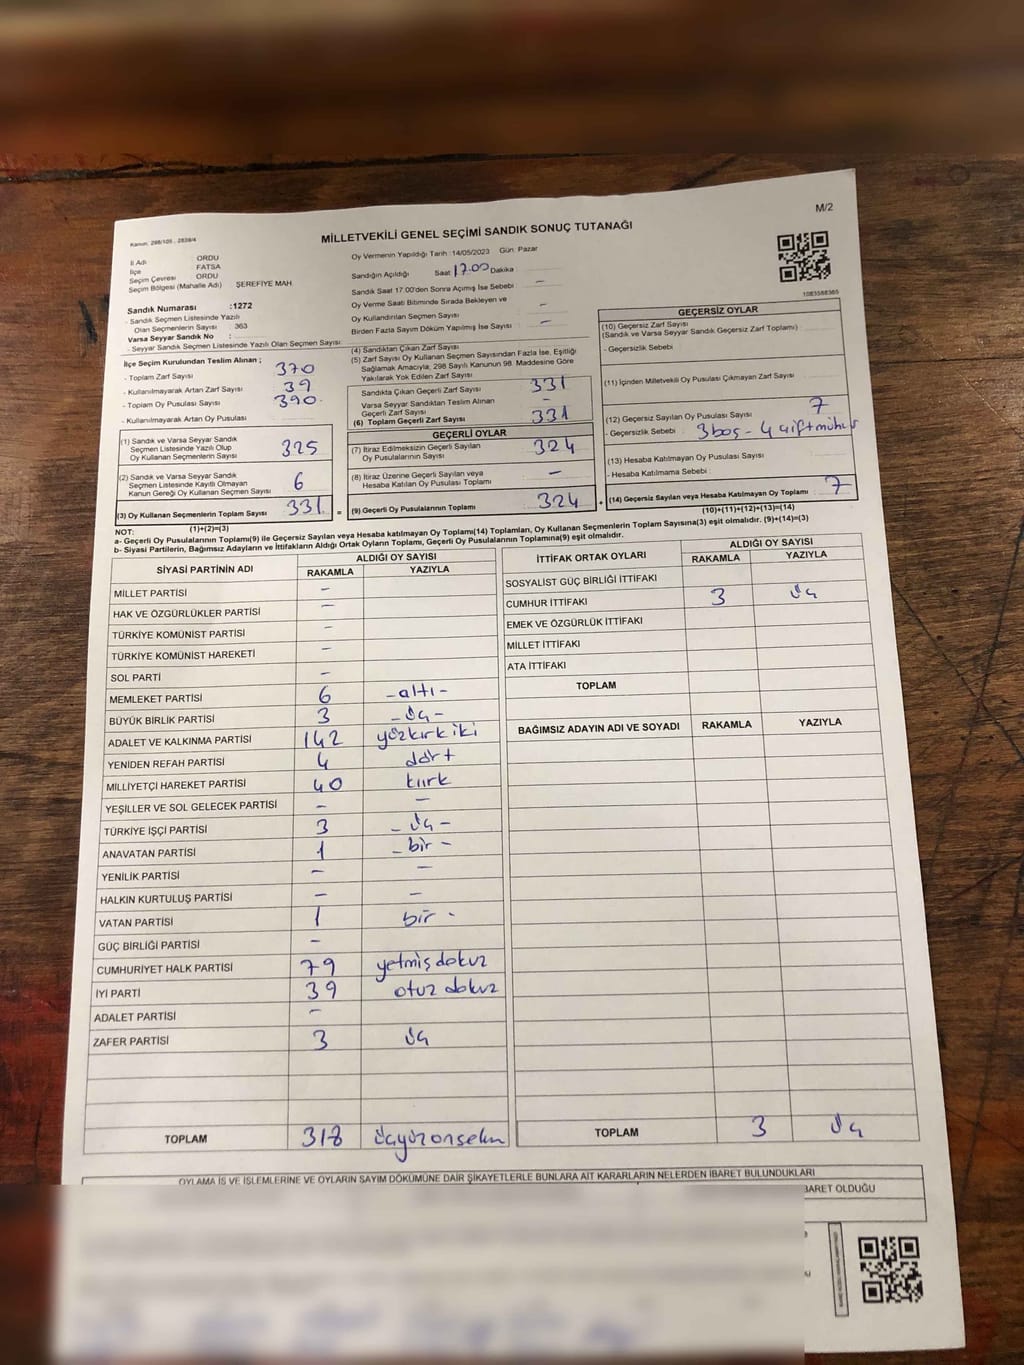 M/2
Kanun: 298/105 , 2839/4
MİLLETVEKİLİ GENEL SEÇİMİ SANDIK SONUÇ TUTANAĞI
İl Adı : ORDU
İlçe : FATSA
Seçim Çevresi : ORDU
Seçim Bölgesi (Mahalle Adı) ŞEREFİYE MAH
Sandık Numarası :1272
- Sandık Seçmen Listesinde Yazılı
Olan Seçmenlerin Sayısı : 363
Varsa Seyyar Sandık No :
- Seyyar Sandık Seçmen Listesinde Yazılı Olan Seçmen Sayısı
Oy Vermenin Yapıldığı Tarih :14/05/2023 Gün: Pazar
Sandığın Açıldığı Saat 17.00 Dakika :
Sandık Saat 17:00'den Sonra Açımış İse Sebebi : -
Oy Verme Saati Bitiminde Sırada Bekleyen ve
Oy Kullandırılan Seçmen Sayısı : -
Birden Fazla Sayım Döküm Yapılmış İse Sayısı : -
1083588365
İlçe Seçim Kurulundan Teslim Alınan ;
- Toplam Zarf Sayısı : 370
- Kullanılmayarak Artan Zarf Sayısı : 39
- Toplam Oy Pusulası Sayısı : 390
- Kullanılmayarak Artan Oy Pusulası
(1) Sandık ve Varsa Seyyar Sandık
Seçmen Listesinde Yazılı Olup
Oy Kullanan Seçmenlerin Sayısı 325
(2) Sandık ve Varsa Seyyar Sandık
Seçmen Listesinde Kayıtlı Olmayan
Kanun Gereği Oy Kullanan Seçmen Sayısı 6
(3) Oy Kullanan Seçmenlerin Toplam Sayısı 331 =
(1)+(2)=(3)
(4) Sandıktan Çıkan Zarf Sayısı
(5) Zarf Sayısı Oy Kullanan Seçmen Sayısından Fazla İse, Eşitliği
Sağlamak Amacıyla, 298 Sayılı Kanunun 98. Maddesine Göre
Yakılarak Yok Edilen Zarf Sayısı
Sandıkta Çıkan Geçerli Zarf Sayısı 331
Varsa Seyyar Sandıktan Teslim Alınan
Geçerli Zarf Sayısı -
(6) Toplam Geçerli Zarf Sayısı 331
GEÇERLİ OYLAR
(7) İtiraz Edilmeksizin Geçerli Sayılan
Oy Pusulalarının Sayısı 324
(8) İtiraz Üzerine Geçerli Sayılan veya
Hesaba Katılan Oy Pusulası Toplamı -
(9) Geçerli Oy Pusulalarının Toplamı 324 +
GEÇERSİZ OYLAR
(10) Geçersiz Zarf Sayısı
(Sandık ve Varsa Seyyar Sandık Geçersiz Zarf Toplamı) :
- Geçersizlik Sebebi :
(11) İçinden Milletvekili Oy Pusulası Çıkmayan Zarf Sayısı :
(12) Geçersiz Sayılan Oy Pusulası Sayısı : 7
- Geçersizlik Sebebi : 3 boş - 4 çift mühür
(13) Hesaba Katılmayan Oy Pusulası Sayısı :
- Hesaba Katılmama Sebebi :
(14) Geçersiz Sayılan veya Hesaba Katılmayan Oy Toplamı : 7
(10)+(11)+(12)+(13)=(14)
NOT:
a- Geçerli Oy Pusulalarının Toplamı(9) ile Geçersiz Sayılan veya Hesaba katılmayan Oy Toplamı(14) Toplamları, Oy Kullanan Seçmenlerin Toplam Sayısına(3) eşit olmalıdır. (9)+(14)=(3)
b- Siyasi Partilerin, Bağımsız Adayların ve İttifakların Aldığı Ortak Oyların Toplamı, Geçerli Oy Pusulalarının Toplamına(9) eşit olmalıdır.
SİYASİ PARTİNİN ADI ALDIĞI OY SAYISI
RAKAMLA YAZIYLA
MİLLET PARTİSİ -
HAK VE ÖZGÜRLÜKLER PARTİSİ -
TÜRKİYE KOMÜNİST PARTİSİ -
TÜRKİYE KOMÜNİST HAREKETİ -
SOL PARTİ -
MEMLEKET PARTİSİ 6 -altı-
BÜYÜK BİRLİK PARTİSİ 3 -üç-
ADALET VE KALKINMA PARTİSİ 142 yüzkırkiki
YENİDEN REFAH PARTİSİ 4 dört
MİLLİYETÇİ HAREKET PARTİSİ 40 kırk
YEŞİLLER VE SOL GELECEK PARTİSİ - -
TÜRKİYE İŞÇİ PARTİSİ 3 -üç-
ANAVATAN PARTİSİ 1 -bir-
YENİLİK PARTİSİ - -
HALKIN KURTULUŞ PARTİSİ - -
VATAN PARTİSİ 1 bir -
GÜÇ BİRLİĞİ PARTİSİ -
CUMHURİYET HALK PARTİSİ 79 yetmişdokuz
İYİ PARTİ 39 otuz dokuz
ADALET PARTİSİ -
ZAFER PARTİSİ 3 üç
TOPLAM 318 üçyüzonsekiz
İTTİFAK ORTAK OYLARI ALDIĞI OY SAYISI
RAKAMLA YAZIYLA
SOSYALİST GÜÇ BİRLİĞİ İTTİFAKI
CUMHUR İTTİFAKI 3 üç
EMEK VE ÖZGÜRLÜK İTTİFAKI
MİLLET İTTİFAKI
ATA İTTİFAKI
TOPLAM
BAĞIMSIZ ADAYIN ADI VE SOYADI RAKAMLA YAZIYLA
TOPLAM 3 üç
OYLAMA İŞ VE İŞLEMLERİNE VE OYLARIN SAYIM DÖKÜMÜNE DAİR ŞİKAYETLERLE BUNLARA AİT KARARLARIN NELERDEN İBARET BULUNDUKLARI
BARET OLDUĞU